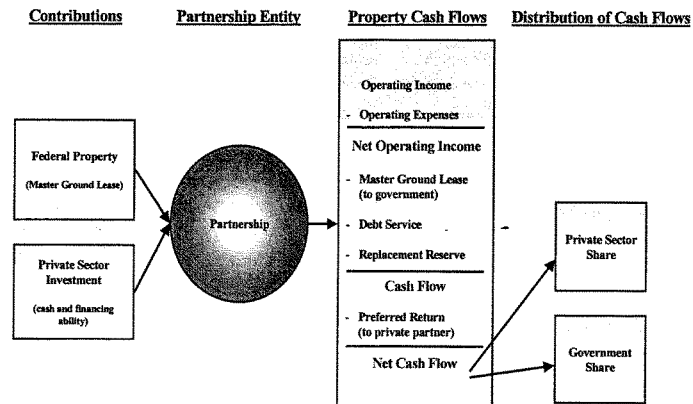 Contributions
Partnership Entity
Property Cash Flows
Distribution of Cash Flows
Federal Property
(Master Ground Lease)
Private Sector
Investment
(cash and financing
ability)
Partnership
Operating Income
- Operating Expenses
Net Operating Income
- Master Ground Lease
(to government)
- Debt Service
- Replacement Reserve
Cash Flow
- Preferred Return
(to private partner)
Net Cash Flow
Private Sector
Share
Government
Share